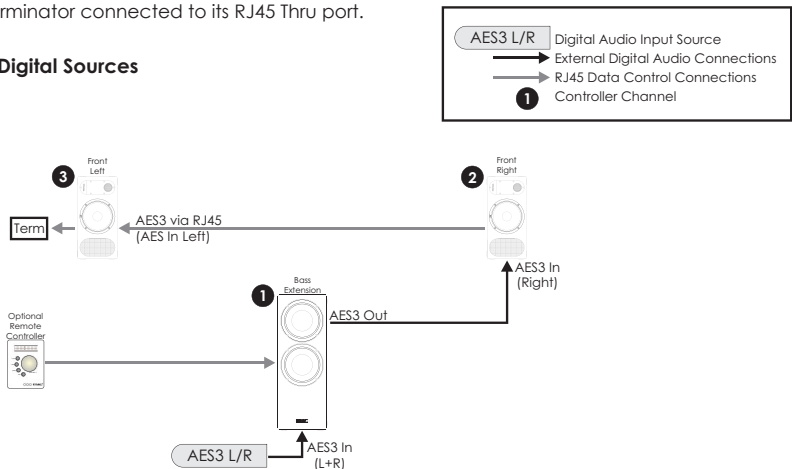 rminator connected to its RJ45 Thru port.
Digital Sources
AES3 L/R
Digital Audio Input Source
External Digital Audio Connections
RJ45 Data Control Connections
1
Controller Channel
3
Front
Left
2
Front
Right
Term
AES3 via RJ45
(AES In Left)
AES3 In
(Right)
1
Bass
Extension
AES3 Out
Optional
Remote
Controller
AES3 L/R
AES3 In
(L+R)